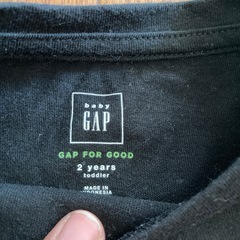 baby
GAP
GAP FOR GOOD
2 years
toddler
MADE IN
INDONESIA